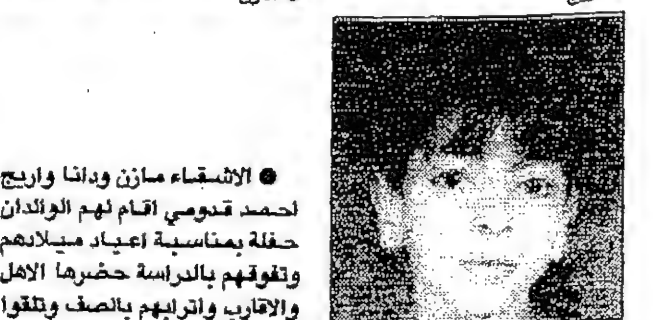 ● الاشقاء مازن ودانا واريج
احمد قدومي اقام لهم الوالدان
حفلة بمناسبة اعياد ميلادهم
وتفوقهم بالدراسة حضرها الاهل
والاقارب واترابهم بالصف وتلقوا